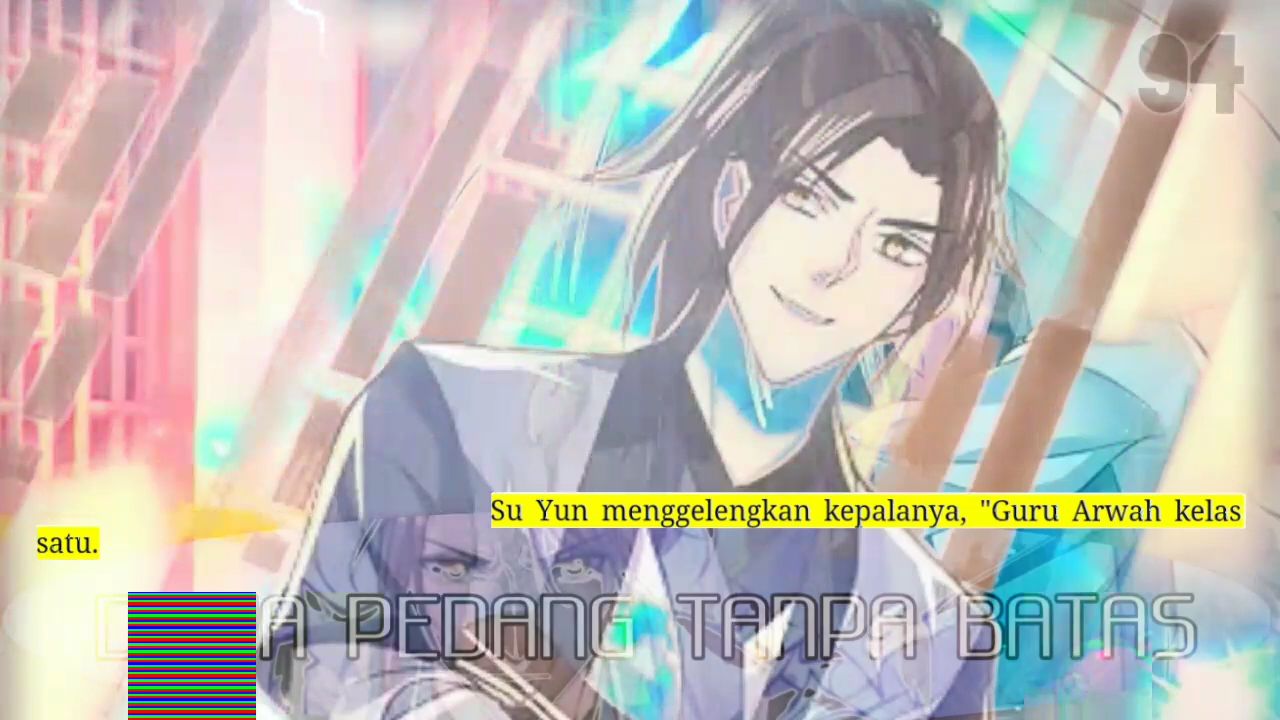 94
Su Yun menggelengkan kepalanya, "Guru Arwah kelas
satu.
PEDANG TANPA BATAS